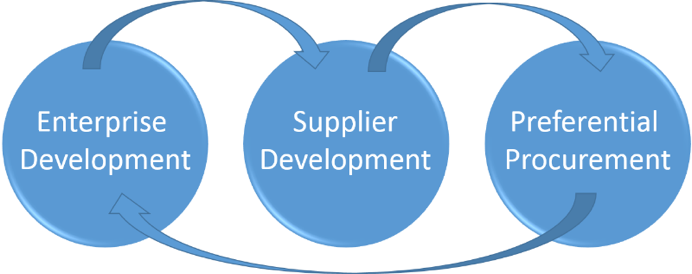 Enterprise
Development
Supplier
Development
Preferential
Procurement